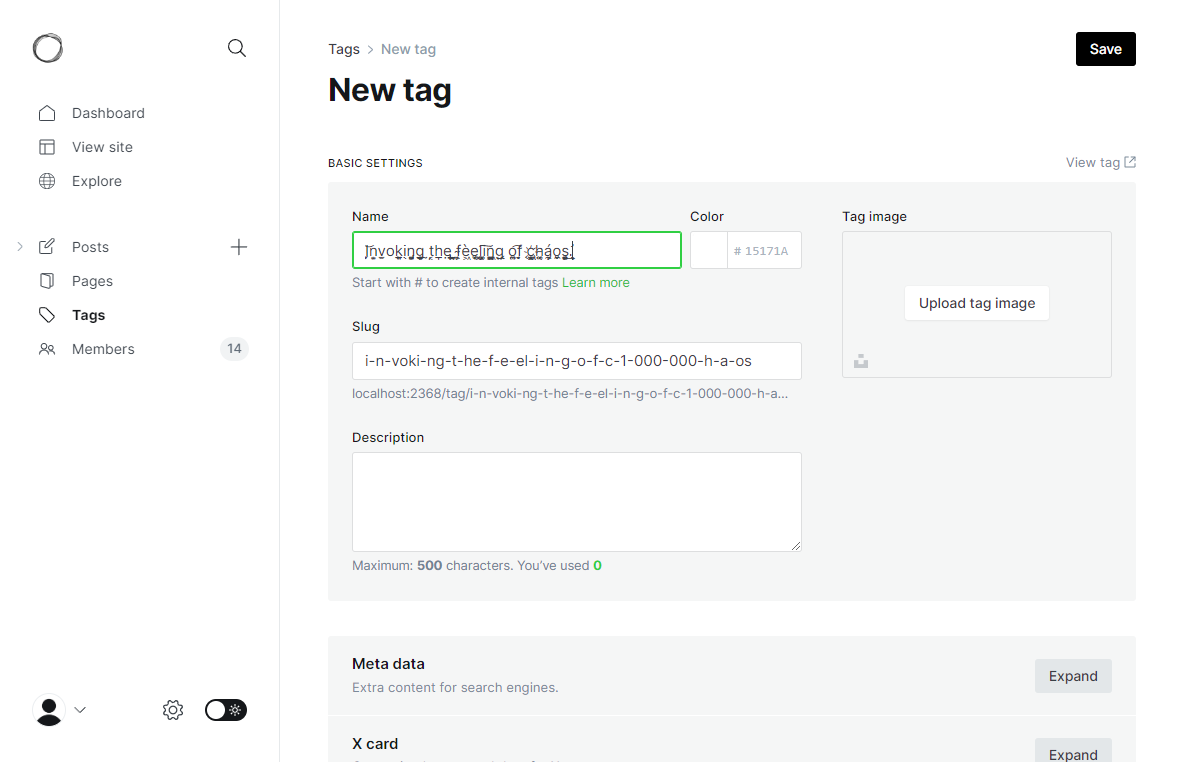 Tags > New tag
Save
New tag
Dashboard
View site
Explore
Posts
Pages
Tags
Members 14
BASIC SETTINGS
View tag
Name
Color
Tag image
Invoking the feeling of chaos.
# 15171A
Start with # to create internal tags Learn more
Upload tag image
Slug
i-n-voki-ng-t-he-f-e-el-i-n-g-o-f-c-1-000-000-h-a-os
localhost:2368/tag/i-n-voki-ng-t-he-f-e-el-i-n-g-o-f-c-1-000-000-h-a...
Description
Maximum: 500 characters. You've used 0
Meta data
Extra content for search engines.
Expand
X card
Expand